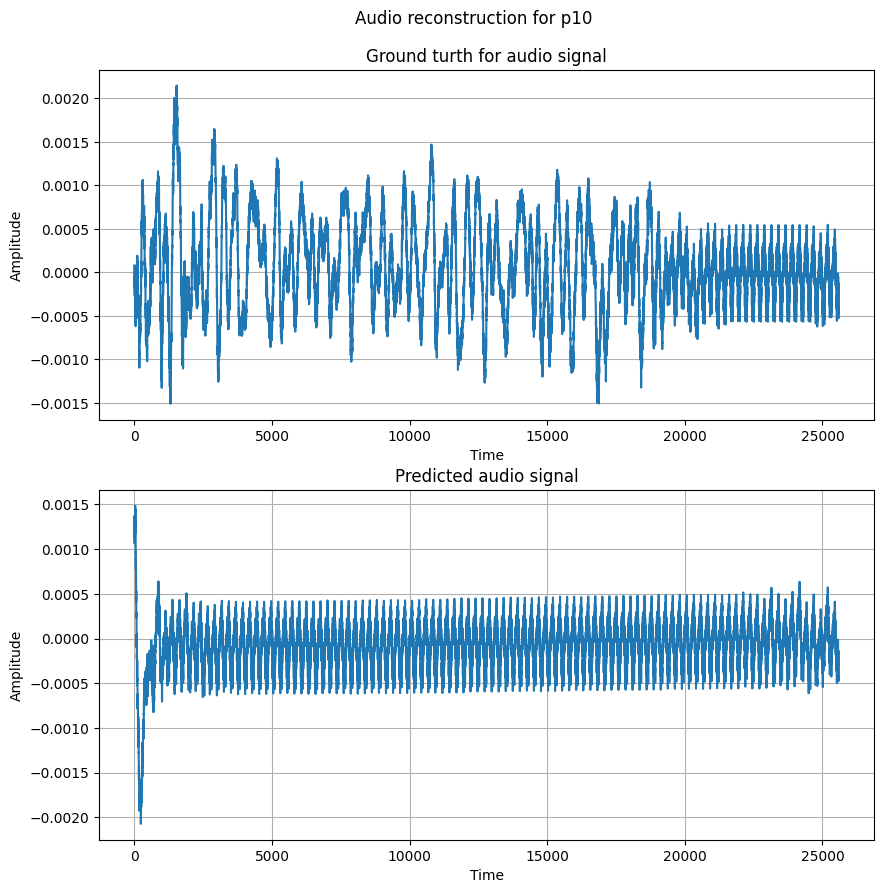 Audio reconstruction for p10
Ground turth for audio signal
Amplitude
0.0020
0.0015
0.0010
0.0005
0.0000
−0.0005
−0.0010
−0.0015
0 5000 10000 15000 20000 25000
Time
Predicted audio signal
Amplitude
0.0015
0.0010
0.0005
0.0000
−0.0005
−0.0010
−0.0015
−0.0020
0 5000 10000 15000 20000 25000
Time